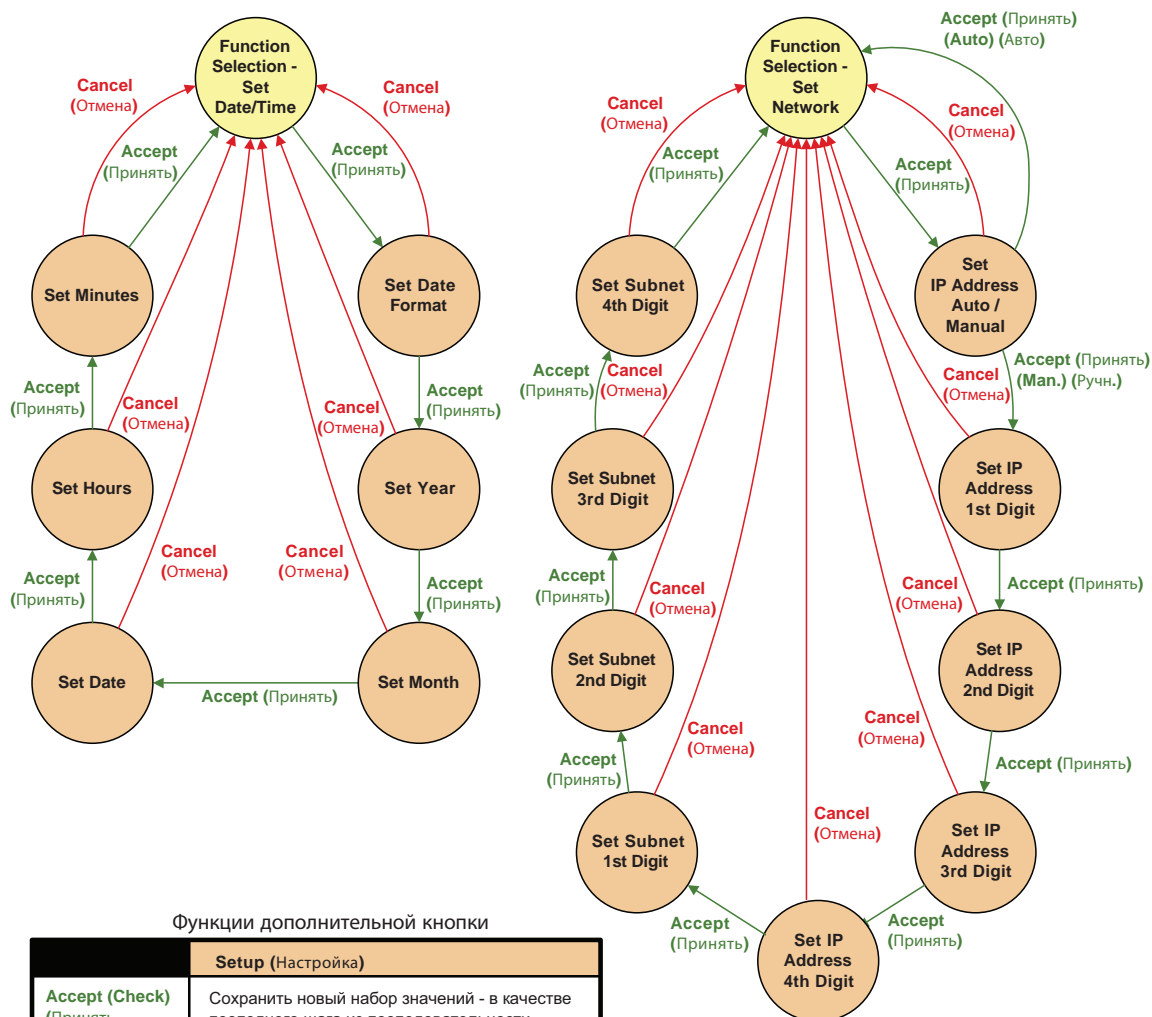 Function
Selection -
Set
Date/Time
Cancel
(Отмена)
Cancel
(Отмена)
Accept
(Принять)
Accept
(Принять)
Set Minutes
Set Date
Format
Accept
(Принять)
Cancel
(Отмена)
Cancel
(Отмена)
Accept
(Принять)
Set Hours
Set Year
Accept
(Принять)
Cancel
(Отмена)
Cancel
(Отмена)
Accept
(Принять)
Set Date
Accept (Принять)
Set Month
Function
Selection -
Set
Network
Accept (Принять)
(Auto) (Авто)
Cancel
(Отмена)
Cancel
(Отмена)
Accept
(Принять)
Accept
(Принять)
Set Subnet
4th Digit
Set
IP Address
Auto /
Manual
Accept
(Принять)
Cancel
(Отмена)
Cancel
(Отмена)
Accept (Принять)
(Man.) (Ручн.)
Set Subnet
3rd Digit
Set IP
Address
1st Digit
Accept
(Принять)
Cancel
(Отмена)
Cancel
(Отмена)
Accept (Принять)
Set Subnet
2nd Digit
Set IP
Address
2nd Digit
Accept
(Принять)
Cancel
(Отмена)
Cancel
(Отмена)
Accept (Принять)
Set Subnet
1st Digit
Cancel
(Отмена)
Set IP
Address
3rd Digit
Accept
(Принять)
Accept
(Принять)
Set IP
Address
4th Digit
Функции дополнительной кнопки
Setup (Настройка)
Accept (Check)
(Принять
Сохранить новый набор значений - в качестве